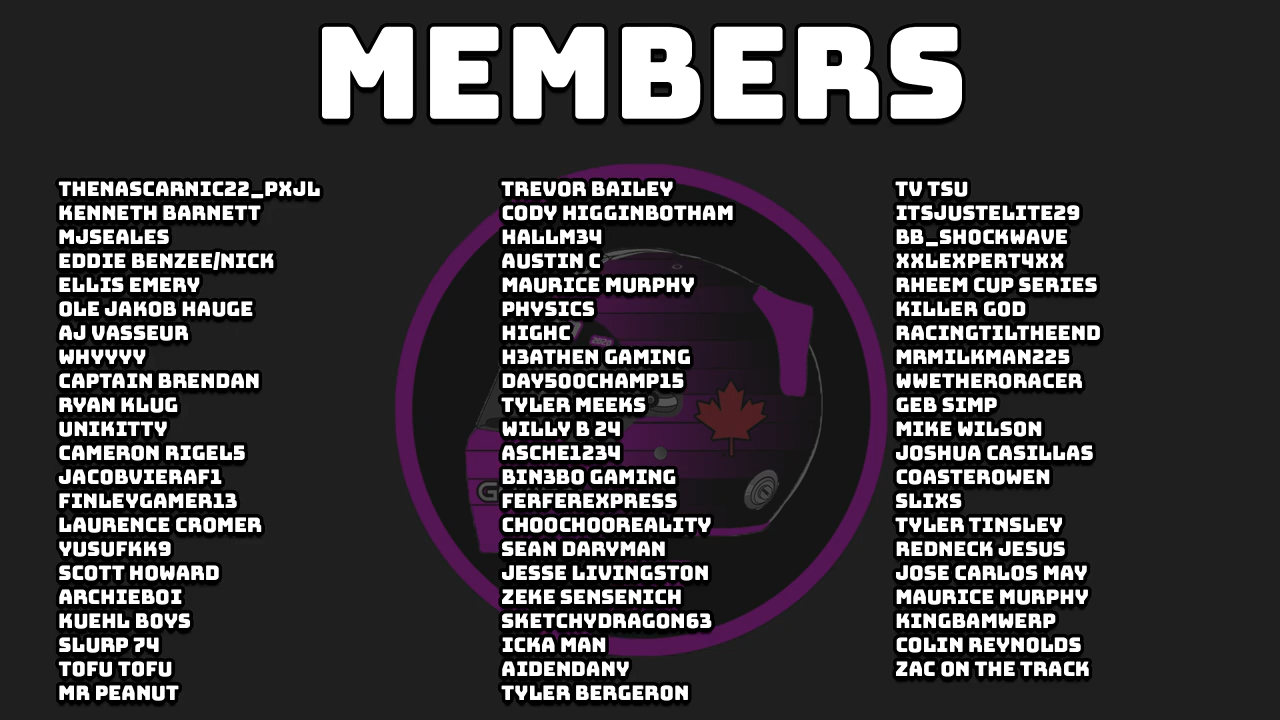 MEMBERS
THENASCARNIC22_PXJL
KENNETH BARNETT
MJSEALES
EDDIE BENZEE/NICK
ELLIS EMERY
OLE JAKOB HAUGE
AJ VASSEUR
WHYYYY
CAPTAIN BRENDAN
RYAN KLUG
UNIKITTY
CAMERON RIGEL5
JACOBVIERAF1
FINLEYGAMER13
LAURENCE CROMER
YUSUFKK9
SCOTT HOWARD
ARCHIEBOI
KUEHL BOYS
SLURP 74
TOFU TOFU
MR PEANUT
TREVOR BAILEY
CODY HIGGINBOTHAM
HALLM34
AUSTIN C
MAURICE MURPHY
PHYSICS
HIGHC
H3ATHEN GAMING
DAY500CHAMP15
TYLER MEEKS
WILLY B 24
ASCHE1234
BIN3BO GAMING
FERFEREXPRESS
CHOOCHOOREALITY
SEAN DARYMAN
JESSE LIVINGSTON
ZEKE SENSENICH
SKETCHYDRAGON63
ICKA MAN
AIDENDANY
TYLER BERGERON
TV TSU
ITSJUSTELITE29
BB_SHOCKWAVE
XXLEXPERT4XX
RHEEM CUP SERIES
KILLER GOD
RACINGTILTHEEND
MRMILKMAN225
WWETHERORACER
GEB SIMP
MIKE WILSON
JOSHUA CASILLAS
COASTEROWEN
SLIXS
TYLER TINSLEY
REDNECK JESUS
JOSE CARLOS MAY
MAURICE MURPHY
KINGBAMWERP
COLIN REYNOLDS
ZAC ON THE TRACK